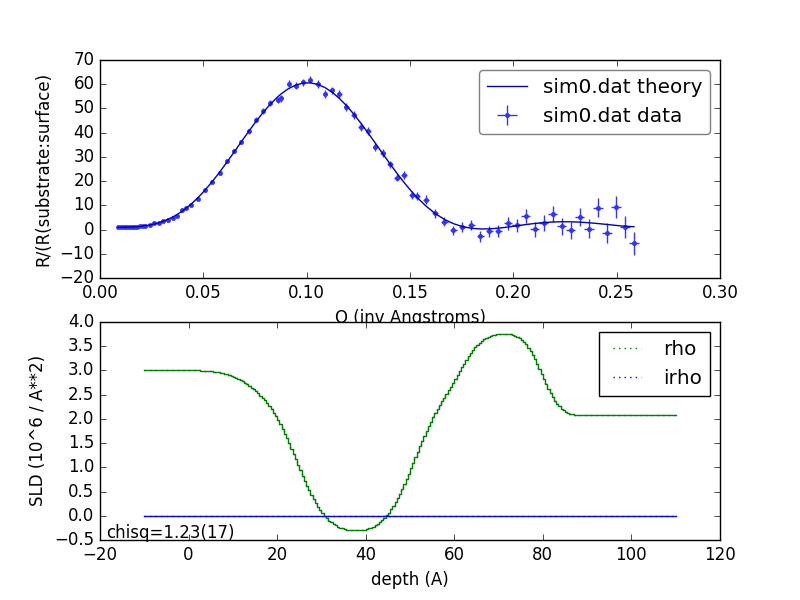 70
60
50
40
30
20
10
0
−10
−20
R/(R(substrate:surface)
sim0.dat theory
sim0.dat data
0.00 0.05 0.10 0.15 0.20 0.25 0.30
Q (inv Angstroms)
4.0
3.5
3.0
2.5
2.0
1.5
1.0
0.5
0.0
−0.5
SLD (10^6 / A**2)
rho
irho
chisq=1.23(17)
−20 0 20 40 60 80 100 120
depth (A)